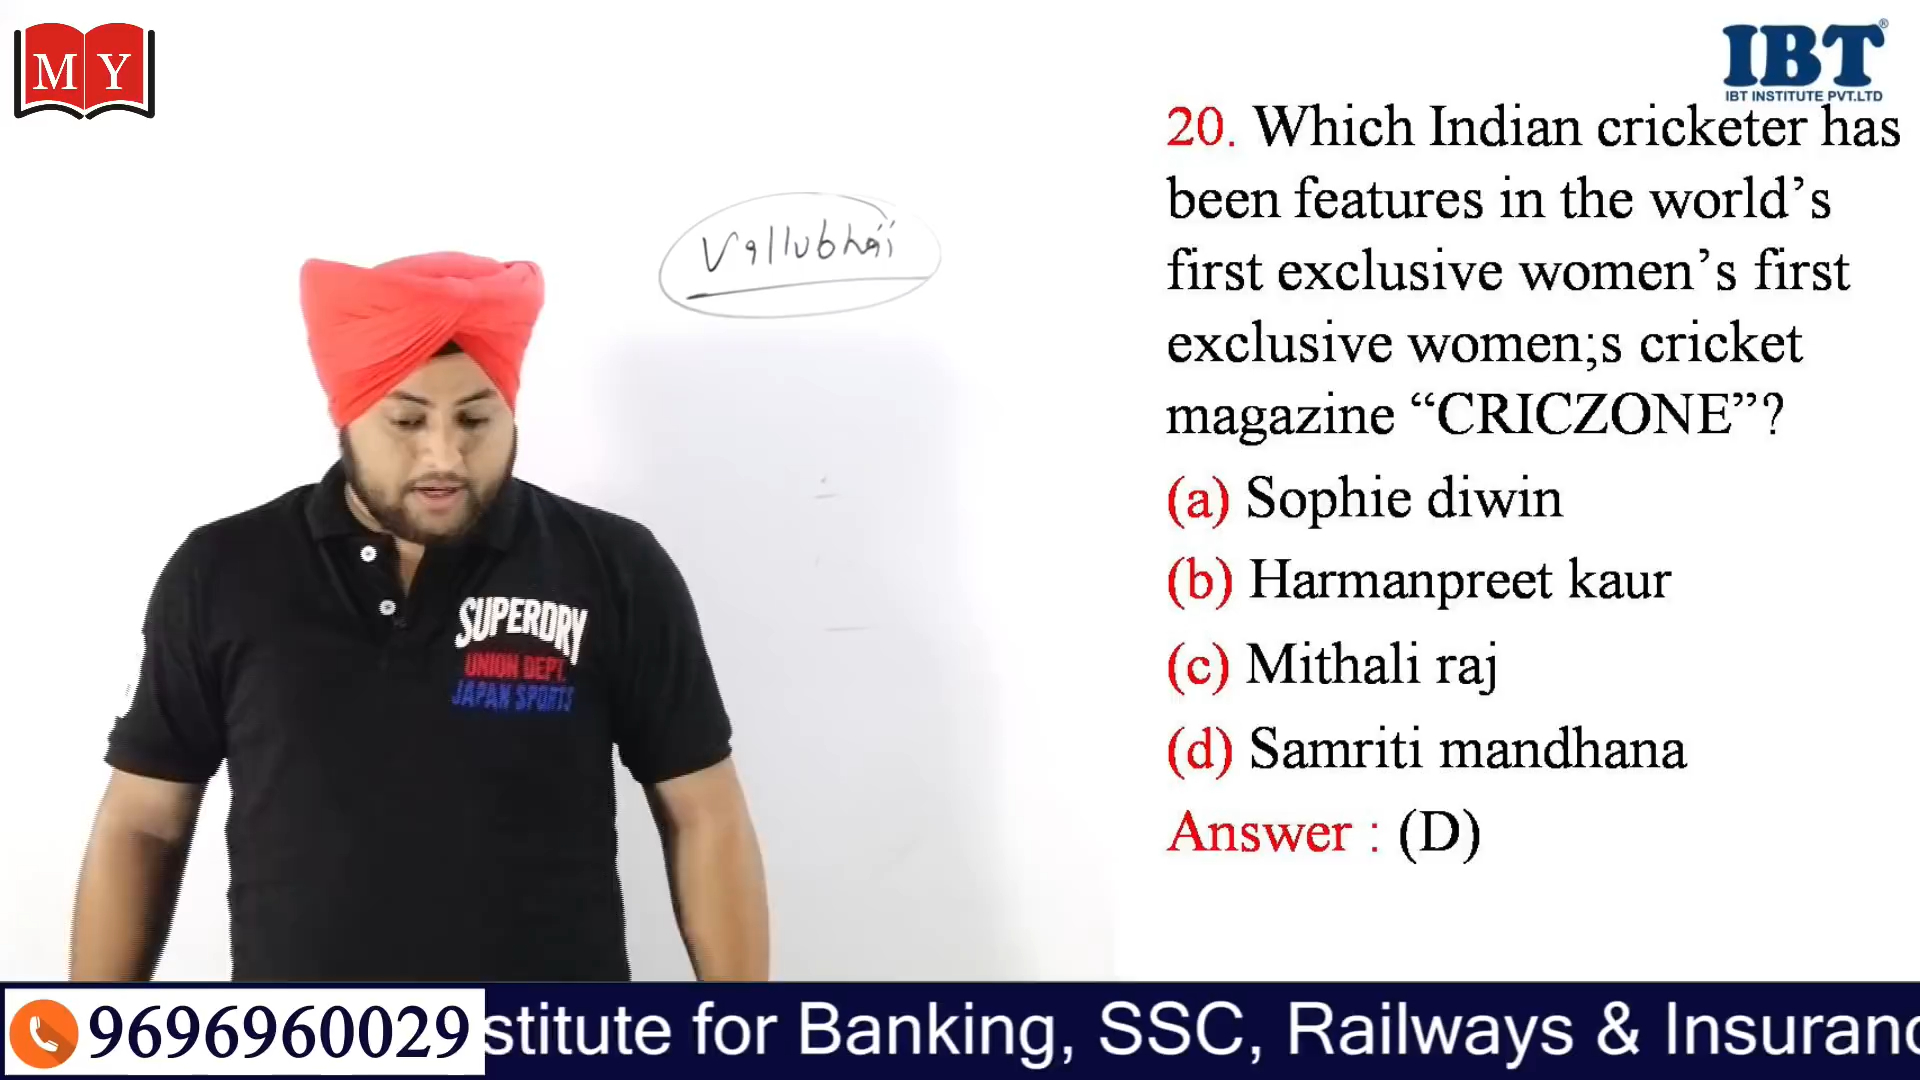 M Y
IBT®
IBT INSTITUTE PVT.LTD
20. Which Indian cricketer has
been features in the world’s
first exclusive women’s first
exclusive women;s cricket
magazine “CRICZONE”?
(a) Sophie diwin
(b) Harmanpreet kaur
(c) Mithali raj
(d) Samriti mandhana
Answer : (D)
Vallubhai
SUPERDRY
UNION DEPT.
JAPAN SPORTS
9696960029
stitute for Banking, SSC, Railways & Insuranc